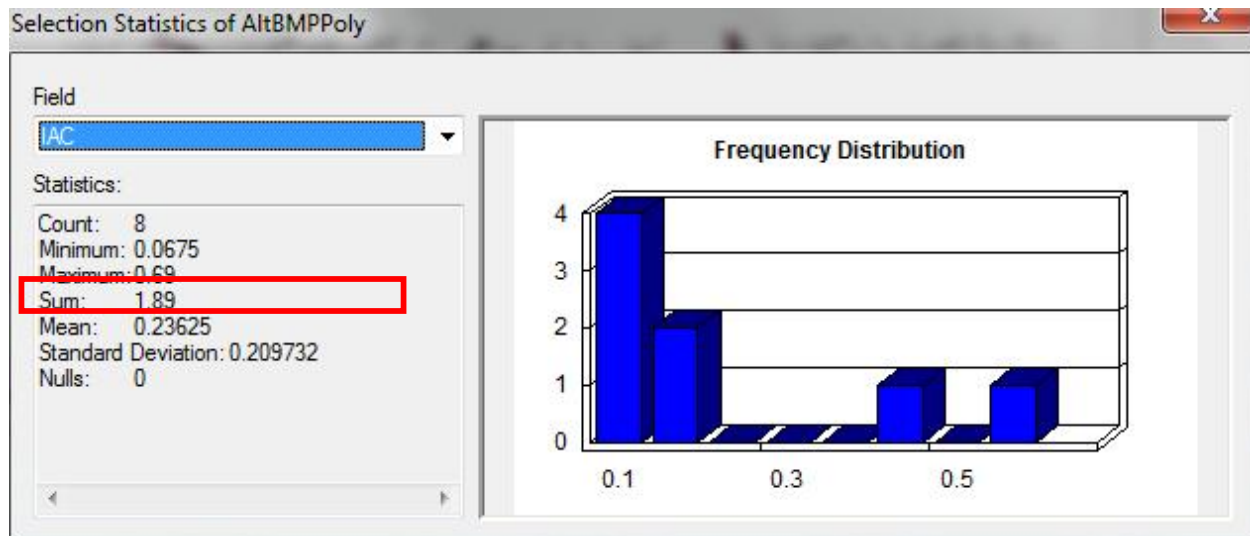 Selection Statistics of AltBMPPoly
X
Field
IAC
Statistics:
Count: 8
Minimum: 0.0675
Maximum: 0.69
Sum: 1.89
Mean: 0.23625
Standard Deviation: 0.209732
Nulls: 0
Frequency Distribution
4
3
2
1
0
0.1 0.3 0.5